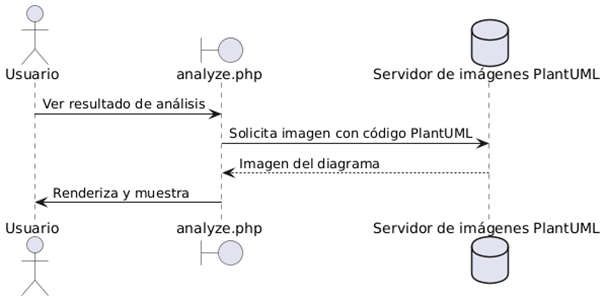 Usuario
analyze.php
Servidor de imágenes PlantUML
Ver resultado de análisis
Solicita imagen con código PlantUML
Imagen del diagrama
Renderiza y muestra
Usuario
analyze.php
Servidor de imágenes PlantUML